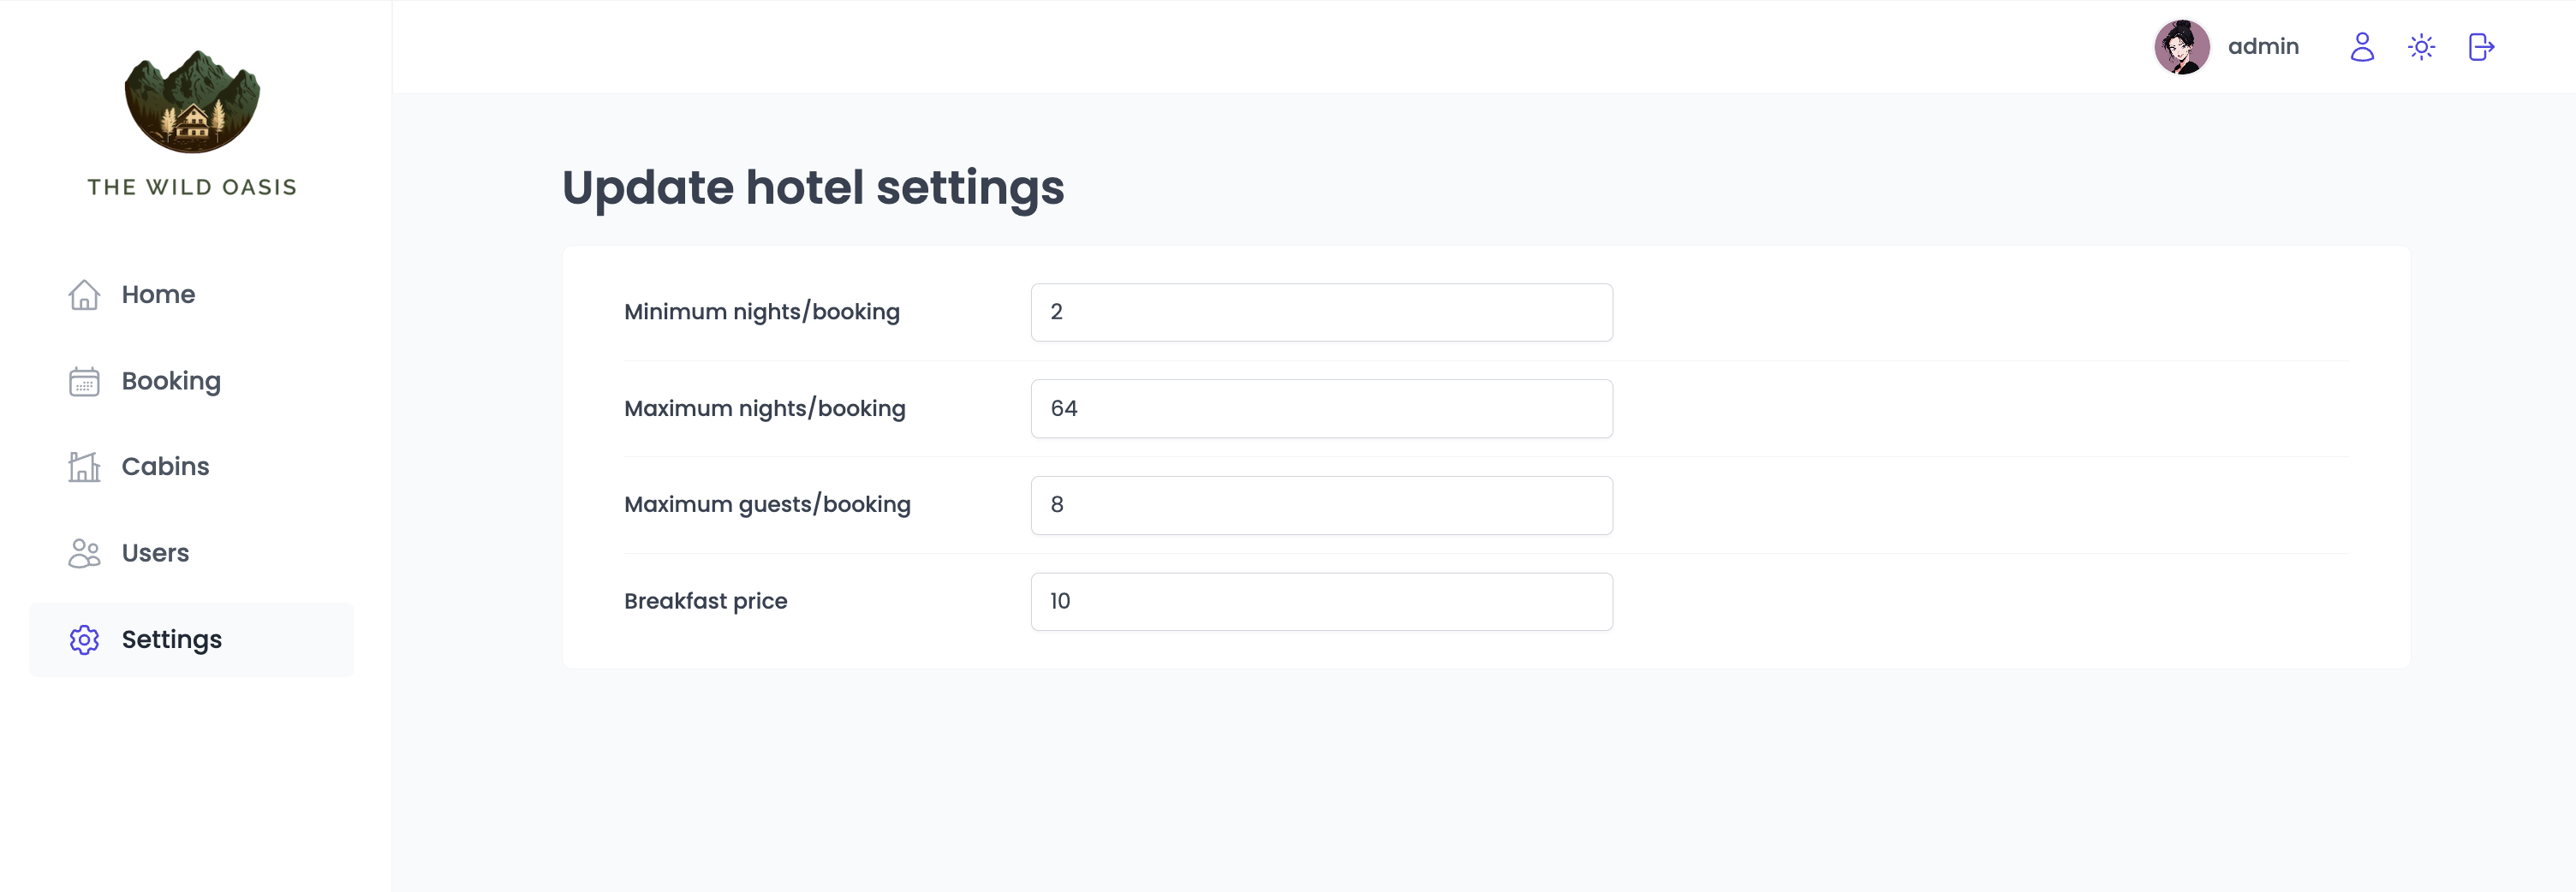 THE WILD OASIS
Home
Booking
Cabins
Users
Settings
admin
Update hotel settings
Minimum nights/booking
2
Maximum nights/booking
64
Maximum guests/booking
8
Breakfast price
10